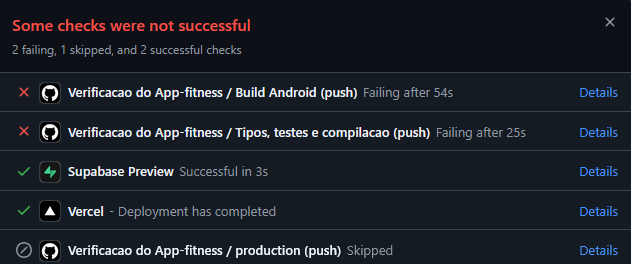 Some checks were not successful
2 failing, 1 skipped, and 2 successful checks
Verificacao do App-fitness / Build Android (push) Failing after 54s Details
Verificacao do App-fitness / Tipos, testes e compilacao (push) Failing after 25s Details
Supabase Preview Successful in 3s Details
Vercel - Deployment has completed Details
Verificacao do App-fitness / production (push) Skipped Details